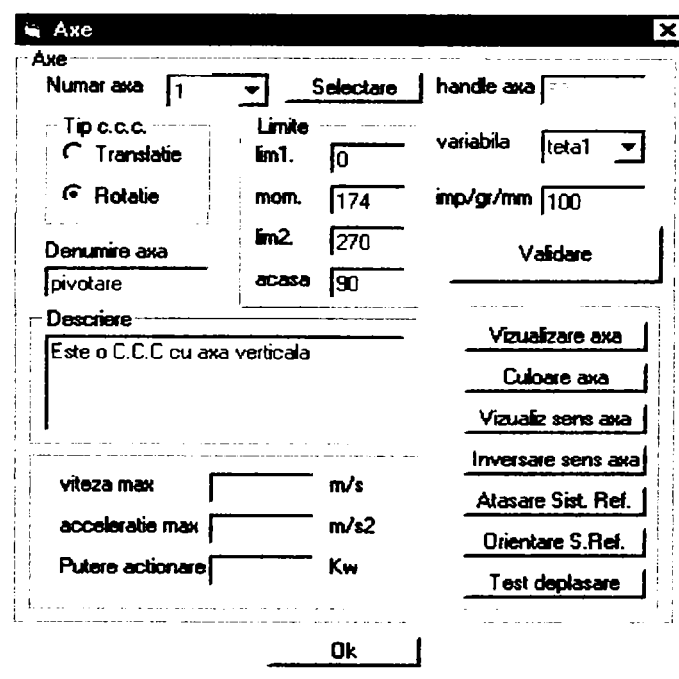 Axe
Axe
Numar axa 1 Selectare handle axa
Tip c.c.c.
Translatie
Rotatie
Limite
lim1. 0
mom. 174
lim2. 270
acasa 90
variabila teta1
imp/gr/mm 100
Validare
Denumire axa
pivotare
Descriere
Este o C.C.C cu axa verticala
Vizualizare axa
Culoare axa
Vizualiz sens axa
Inversare sens axa
Atasare Sist. Ref.
Orientare S.Ref.
Test deplasare
viteza max m/s
acceleratie max m/s2
Putere actionare Kw
Ok